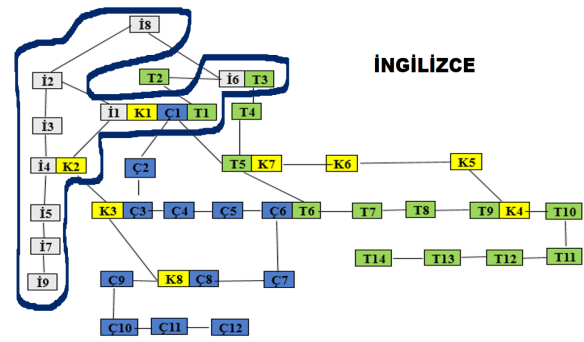 İ8
İNGİLİZCE
İ2
T2
İ6 T3
İ1 K1 Ç1 T1
T4
İ3
İ4 K2
Ç2
T5 K7
K6
K5
İ5
K3 Ç3
Ç4
Ç5
Ç6 T6
T7
T8
T9 K4
T10
İ7
İ9
Ç9
K8 Ç8
Ç7
T14
T13
T12
T11
Ç10
Ç11
Ç12